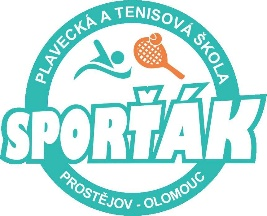 PLAVECKÁ A TENISOVÁ ŠKOLA
SPORŤÁK
PROSTĚJOV - OLOMOUC